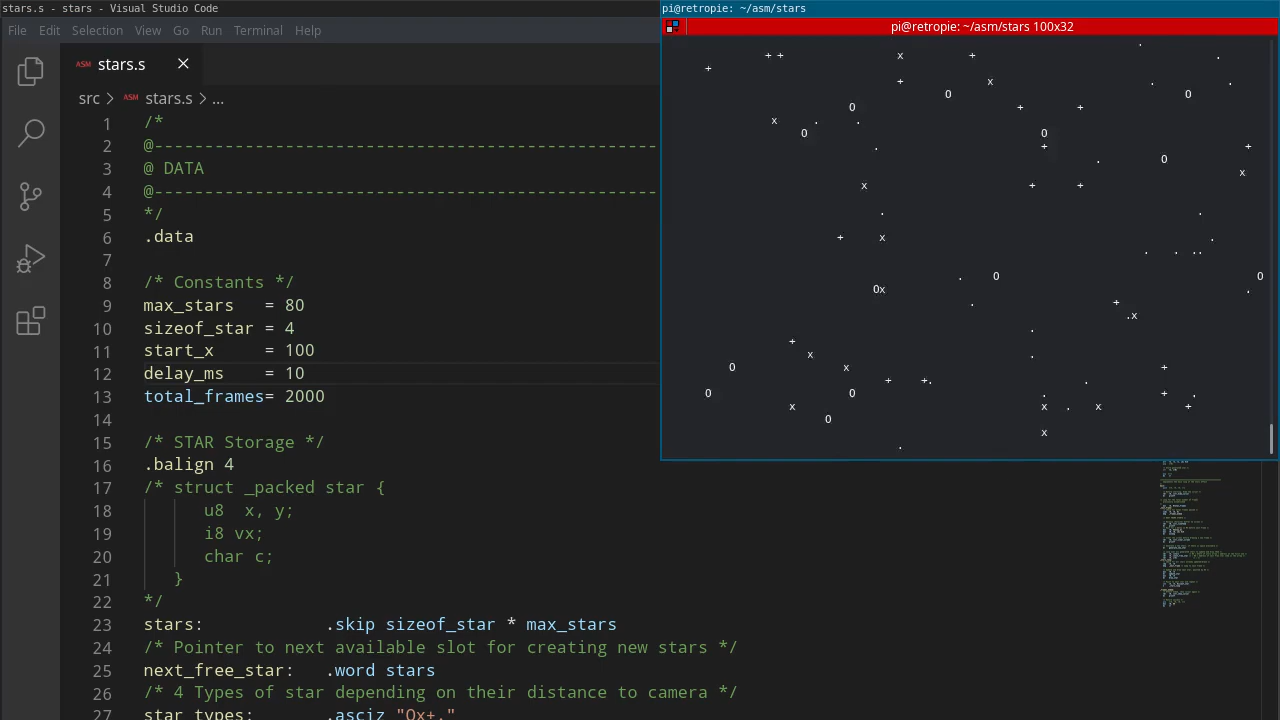 stars.s - stars - Visual Studio Code
File Edit Selection View Go Run Terminal Help
ASM stars.s
src > ASM stars.s > ...
1 /*
2 @--------------------------------------------------
3 @ DATA
4 @--------------------------------------------------
5 */
6 .data
7
8 /* Constants */
9 max_stars   = 80
10 sizeof_star = 4
11 start_x     = 100
12 delay_ms    = 10
13 total_frames= 2000
14
15 /* STAR Storage */
16 .balign 4
17 /* struct _packed star {
18 u8  x, y;
19 i8 vx;
20 char c;
21 }
22 */
23 stars:            .skip sizeof_star * max_stars
24 /* Pointer to next available slot for creating new stars */
25 next_free_star:   .word stars
26 /* 4 Types of star depending on their distance to camera */
27 star_types:       .asciz "Ox+."
pi@retropie: ~/asm/stars
pi@retropie: ~/asm/stars 100x32